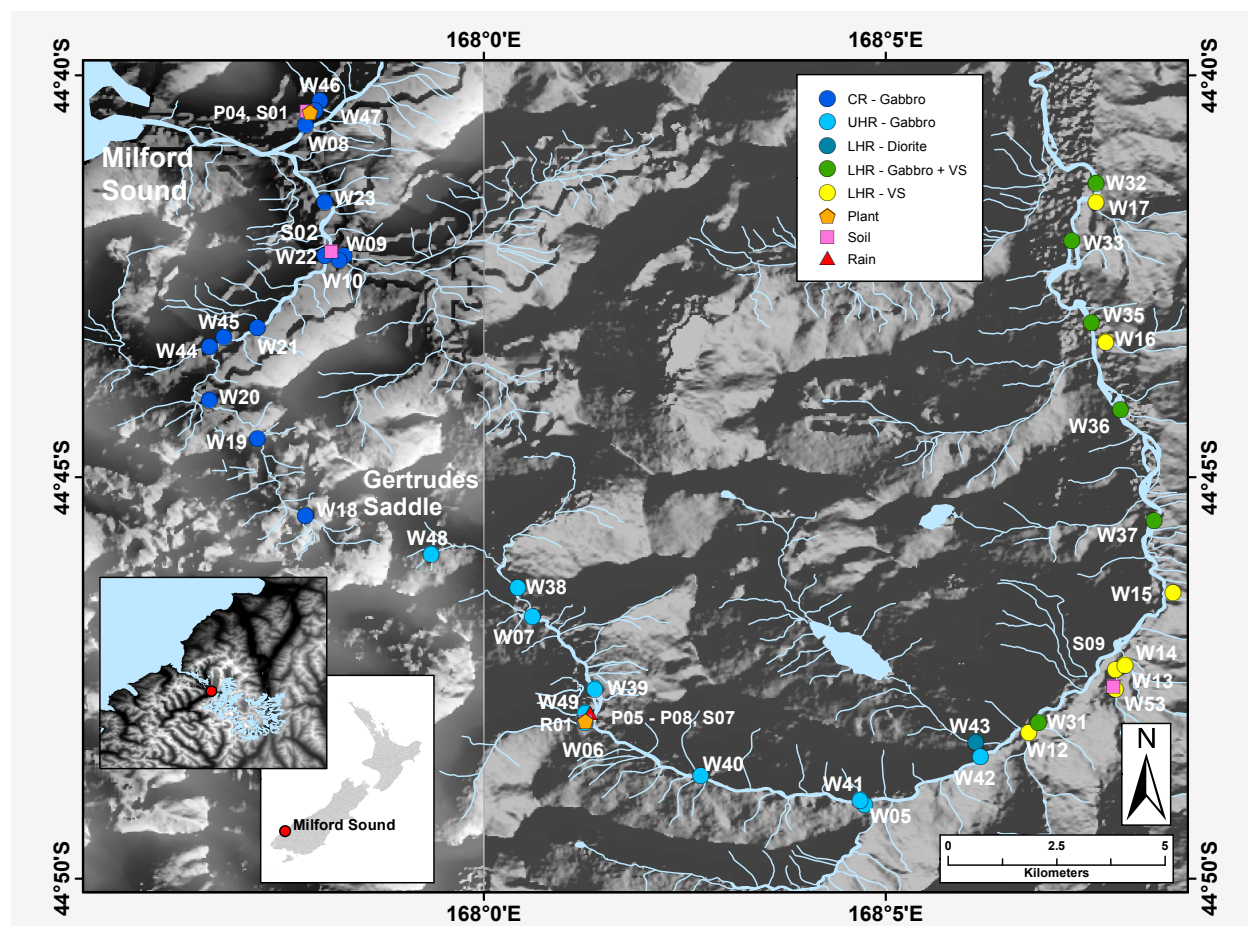 168°0'E
168°5'E
44°40'S
44°40'S
W46
P04, S01
W47
W08
Milford
Sound
W23
S02
W09
W22
W10
W45
W21
W44
W20
W19
Gertrudes
Saddle
W18
W48
CR - Gabbro
UHR - Gabbro
LHR - Diorite
LHR - Gabbro + VS
LHR - VS
Plant
Soil
Rain
W32
W17
W33
W35
W16
W36
44°45'S
44°45'S
W37
W38
W15
W07
S09
W14
W13
W53
W39
W49
P05 - P08, S07
R01
W06
W43
W31
W12
W42
W40
W41
W05
N
Milford Sound
0
2.5
5
Kilometers
44°50'S
44°50'S
168°0'E
168°5'E